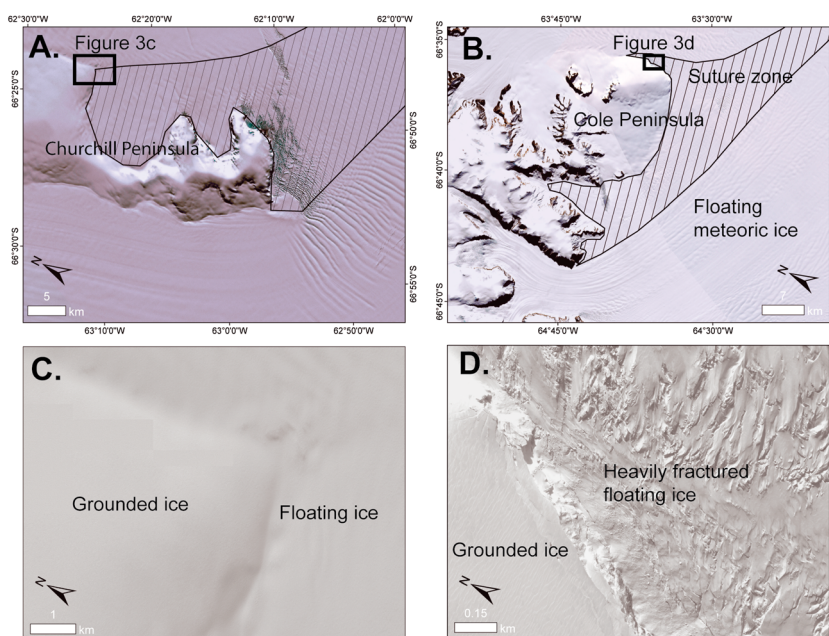 62°30'0"W
62°20'0"W
62°10'0"W
62°0'0"W
A.
Figure 3c
66°25'0"S
66°30'0"S
Churchill Peninsula
66°50'0"S
66°55'0"S
N
5
km
63°10'0"W
63°0'0"W
62°50'0"W
63°45'0"W
63°30'0"W
B.
Figure 3d
Suture zone
66°35'0"S
66°40'0"S
66°45'0"S
Cole Peninsula
Floating
meteoric ice
N
km
64°45'0"W
64°30'0"W
C.
Grounded ice
Floating ice
N
1
km
D.
Heavily fractured
floating ice
Grounded ice
N
0.15
km